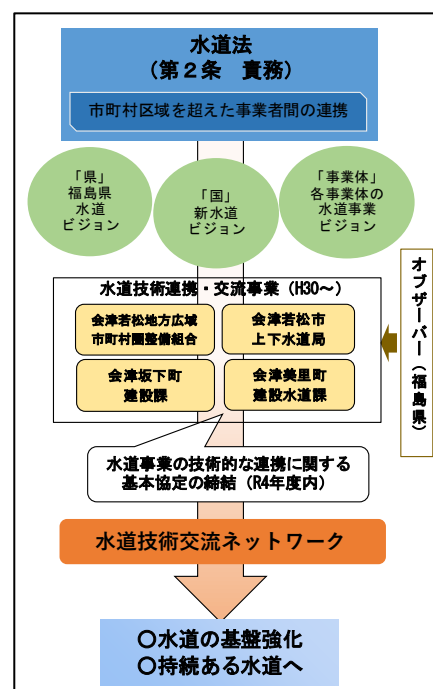 水道法
（第２条　責務）
市町村区域を超えた事業者間の連携
「県」
福島県
水道
ビジョン
「国」
新水道
ビジョン
「事業体」
各事業体の
水道事業
ビジョン
水道技術連携・交流事業（H30～）
会津若松地方広域
市町村圏整備組合
会津若松市
上下水道局
会津坂下町
建設課
会津美里町
建設水道課
オブザーバー（福島県）
水道事業の技術的な連携に関する
基本協定の締結（R4年度内）
水道技術交流ネットワーク
〇水道の基盤強化
〇持続ある水道へ